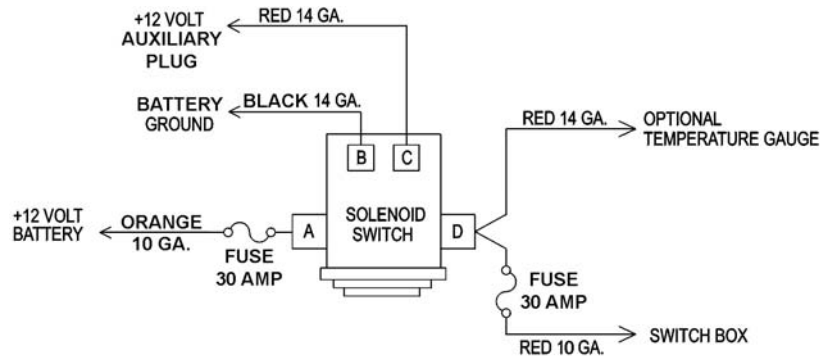 +12 VOLT
AUXILIARY
PLUG
RED 14 GA.
BATTERY
GROUND
BLACK 14 GA.
B
C
RED 14 GA.
OPTIONAL
TEMPERATURE GAUGE
+12 VOLT
BATTERY
ORANGE
10 GA.
FUSE
30 AMP
A
SOLENOID
SWITCH
D
FUSE
30 AMP
RED 10 GA.
SWITCH BOX